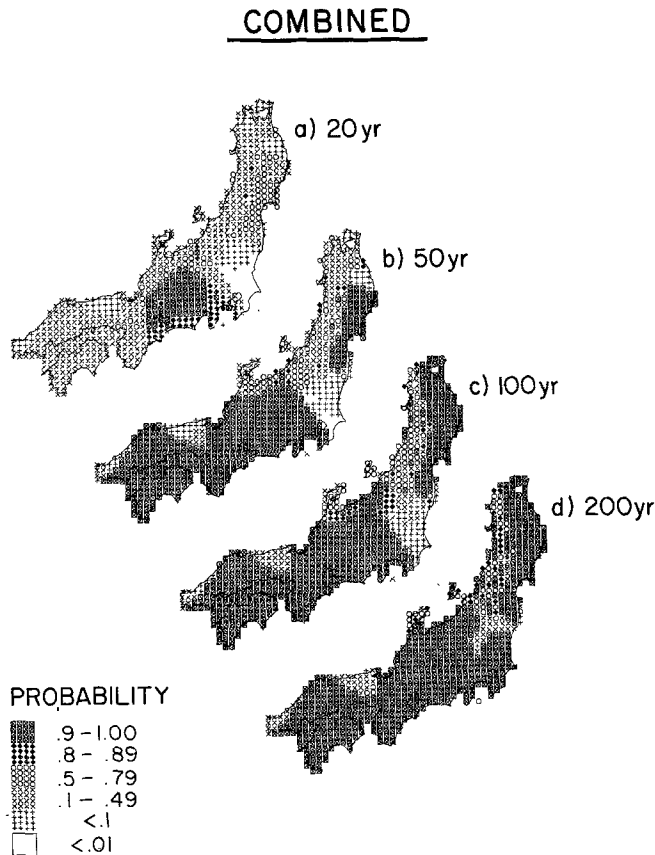 COMBINED
a) 20yr
b) 50yr
c) 100yr
d) 200yr
PROBABILITY
.9-1.00
.8 - .89
.5 - .79
.1 - .49
<.1
<.01